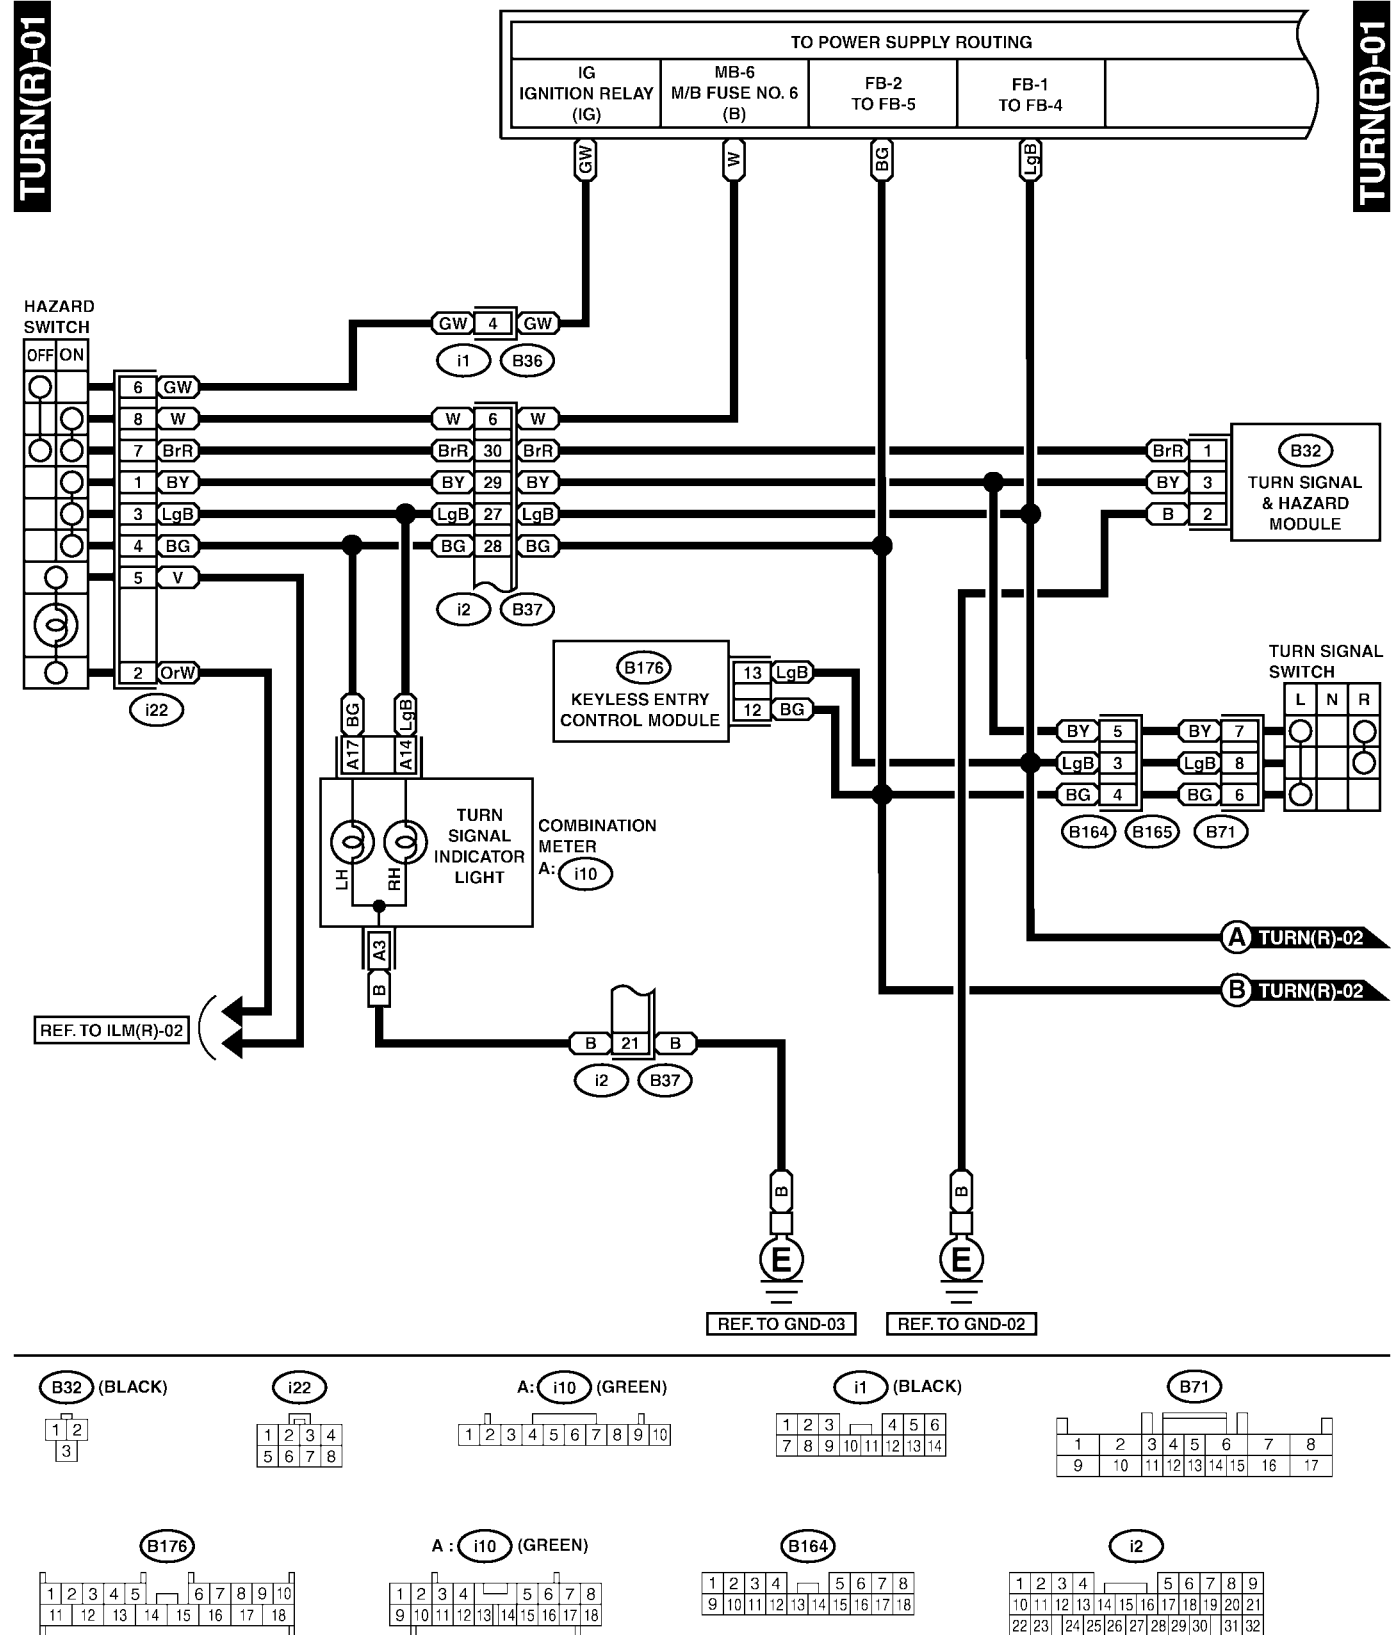 TURN(R)-01
TURN(R)-01
TO POWER SUPPLY ROUTING
IG
IGNITION RELAY
(IG)
MB-6
M/B FUSE NO. 6
(B)
FB-2
TO FB-5
FB-1
TO FB-4
GW
W
BG
LgB
HAZARD
SWITCH
OFF ON
GW 4 GW
i1 B36
6 GW
8 W W 6 W
7 BrR BrR 30 BrR BrR 1
1 BY BY 29 BY BY 3
3 LgB LgB 27 LgB B 2
4 BG BG 28 BG
5 V
2 OrW
i22
i2 B37
B32
TURN SIGNAL
& HAZARD
MODULE
B176
KEYLESS ENTRY
CONTROL MODULE
13 LgB
12 BG
TURN SIGNAL
SWITCH
L N R
BY 5 BY 7
LgB 3 LgB 8
BG 4 BG 6
B164 B165 B71
BG LgB
A17 A14
TURN
SIGNAL
INDICATOR
LIGHT
LH RH
COMBINATION
METER
A: i10
A3
B
A TURN(R)-02
B TURN(R)-02
REF. TO ILM(R)-02
B 21 B
i2 B37
B
B
E
E
REF. TO GND-03
REF. TO GND-02
B32 (BLACK)
1 2
3
i22
1 2 3 4
5 6 7 8
A: i10 (GREEN)
1 2 3 4 5 6 7 8 9 10
i1 (BLACK)
1 2 3 4 5 6
7 8 9 10 11 12 13 14
B71
1 2 3 4 5 6 7 8
9 10 11 12 13 14 15 16 17
B176
1 2 3 4 5 6 7 8 9 10
11 12 13 14 15 16 17 18
A : i10 (GREEN)
1 2 3 4 5 6 7 8
9 10 11 12 13 14 15 16 17 18
B164
1 2 3 4 5 6 7 8
9 10 11 12 13 14 15 16 17 18
i2
1 2 3 4 5 6 7 8 9
10 11 12 13 14 15 16 17 18 19 20 21
22 23 24 25 26 27 28 29 30 31 32